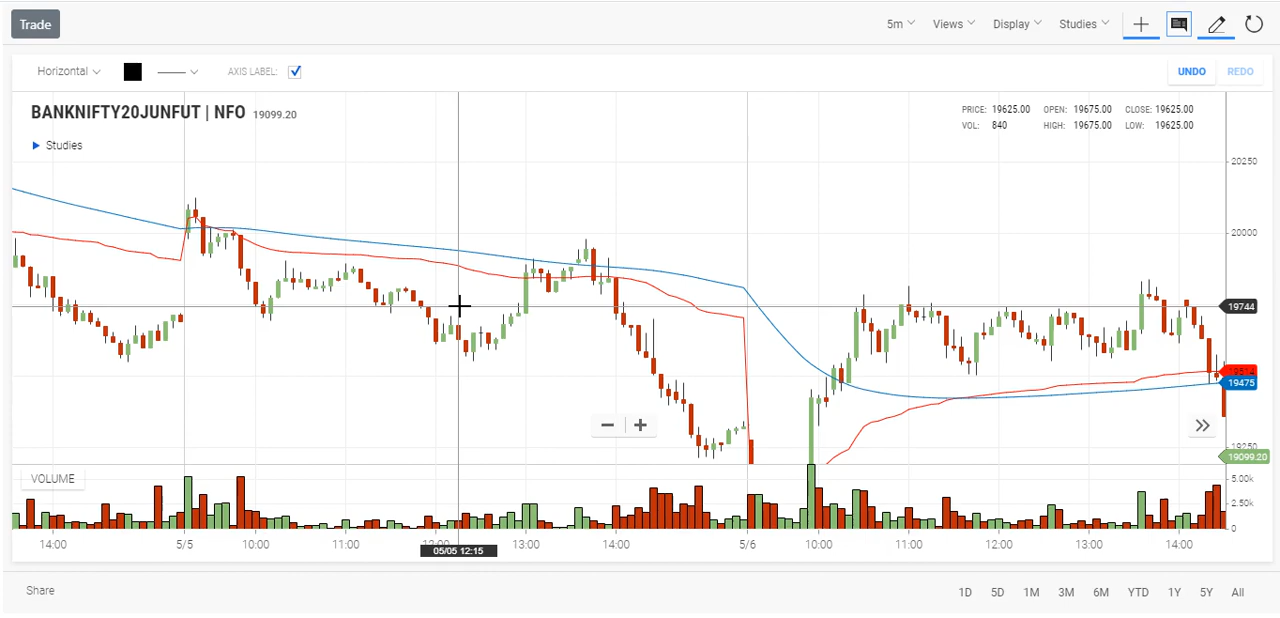 Trade 5m Views Display Studies
Horizontal AXIS LABEL: UNDO REDO
BANKNIFTY20JUNFUT | NFO 19099.20
PRICE: 19625.00 OPEN: 19675.00 CLOSE: 19625.00
VOL: 840 HIGH: 19675.00 LOW: 19625.00
Studies
20250
20000
19744
19514
19475
19250
19099.20
VOLUME
5.00k
2.50k
0
14:00 5/5 10:00 11:00 12:00 13:00 14:00 5/6 10:00 11:00 12:00 13:00 14:00
05/05 12:15
Share 1D 5D 1M 3M 6M YTD 1Y 5Y All